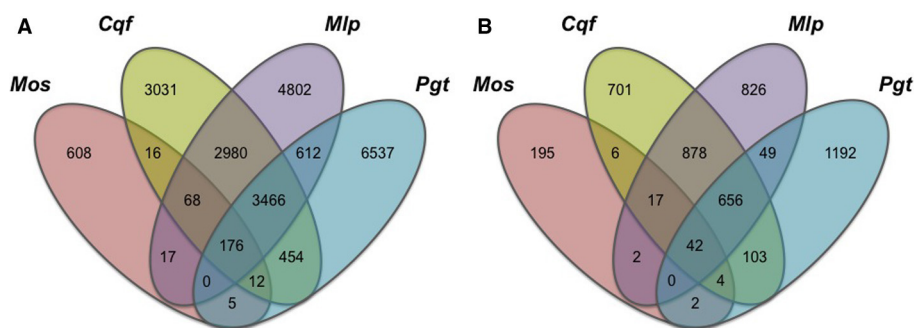 A Cqf Mlp B Cqf Mlp
Mos Pgt Mos Pgt
3031 4802 701 826
608 16 2980 612 6537 195 6 878 49 1192
68 3466 17 656
176 42
17 454 2 103
0 12 0 4
5 2